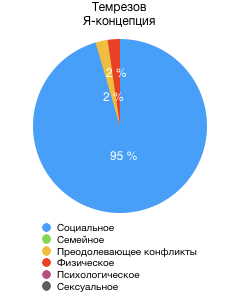 Темрезов
Я-концепция
2 %
2 %
95 %
Социальное
Семейное
Преодолевающее конфликты
Физическое
Психологическое
Сексуальное